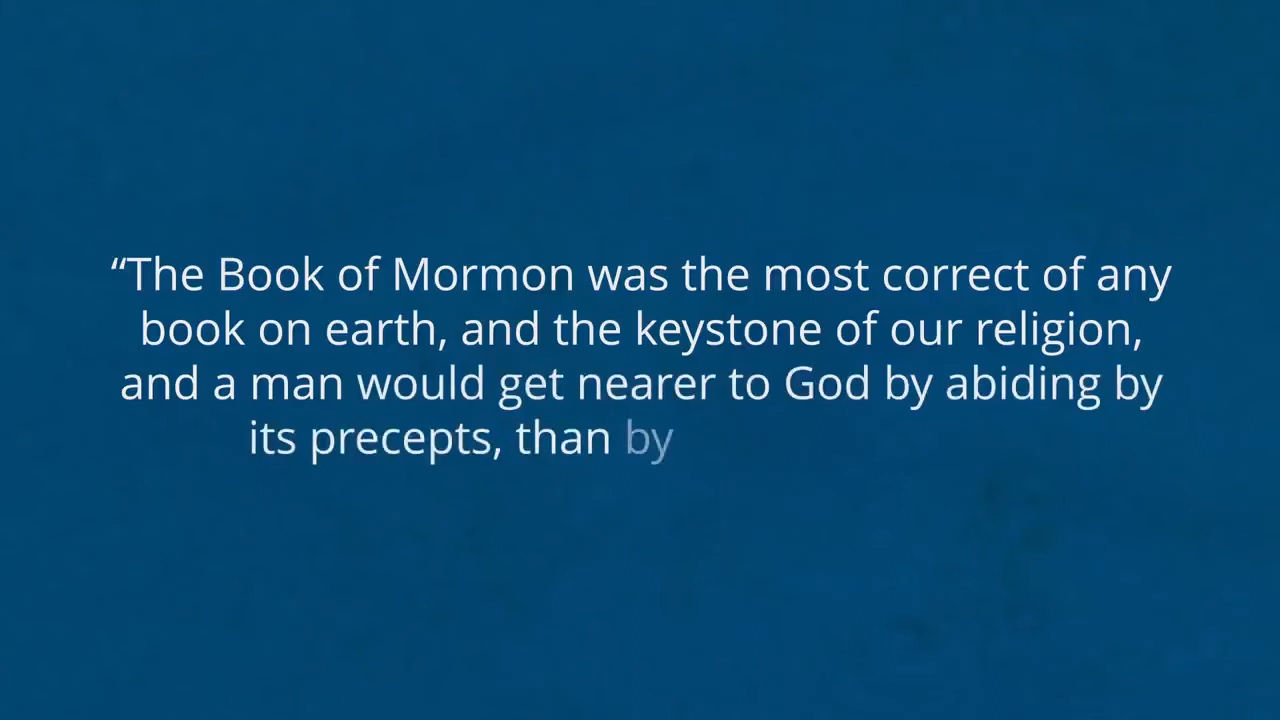 “The Book of Mormon was the most correct of any
book on earth, and the keystone of our religion,
and a man would get nearer to God by abiding by
its precepts, than by